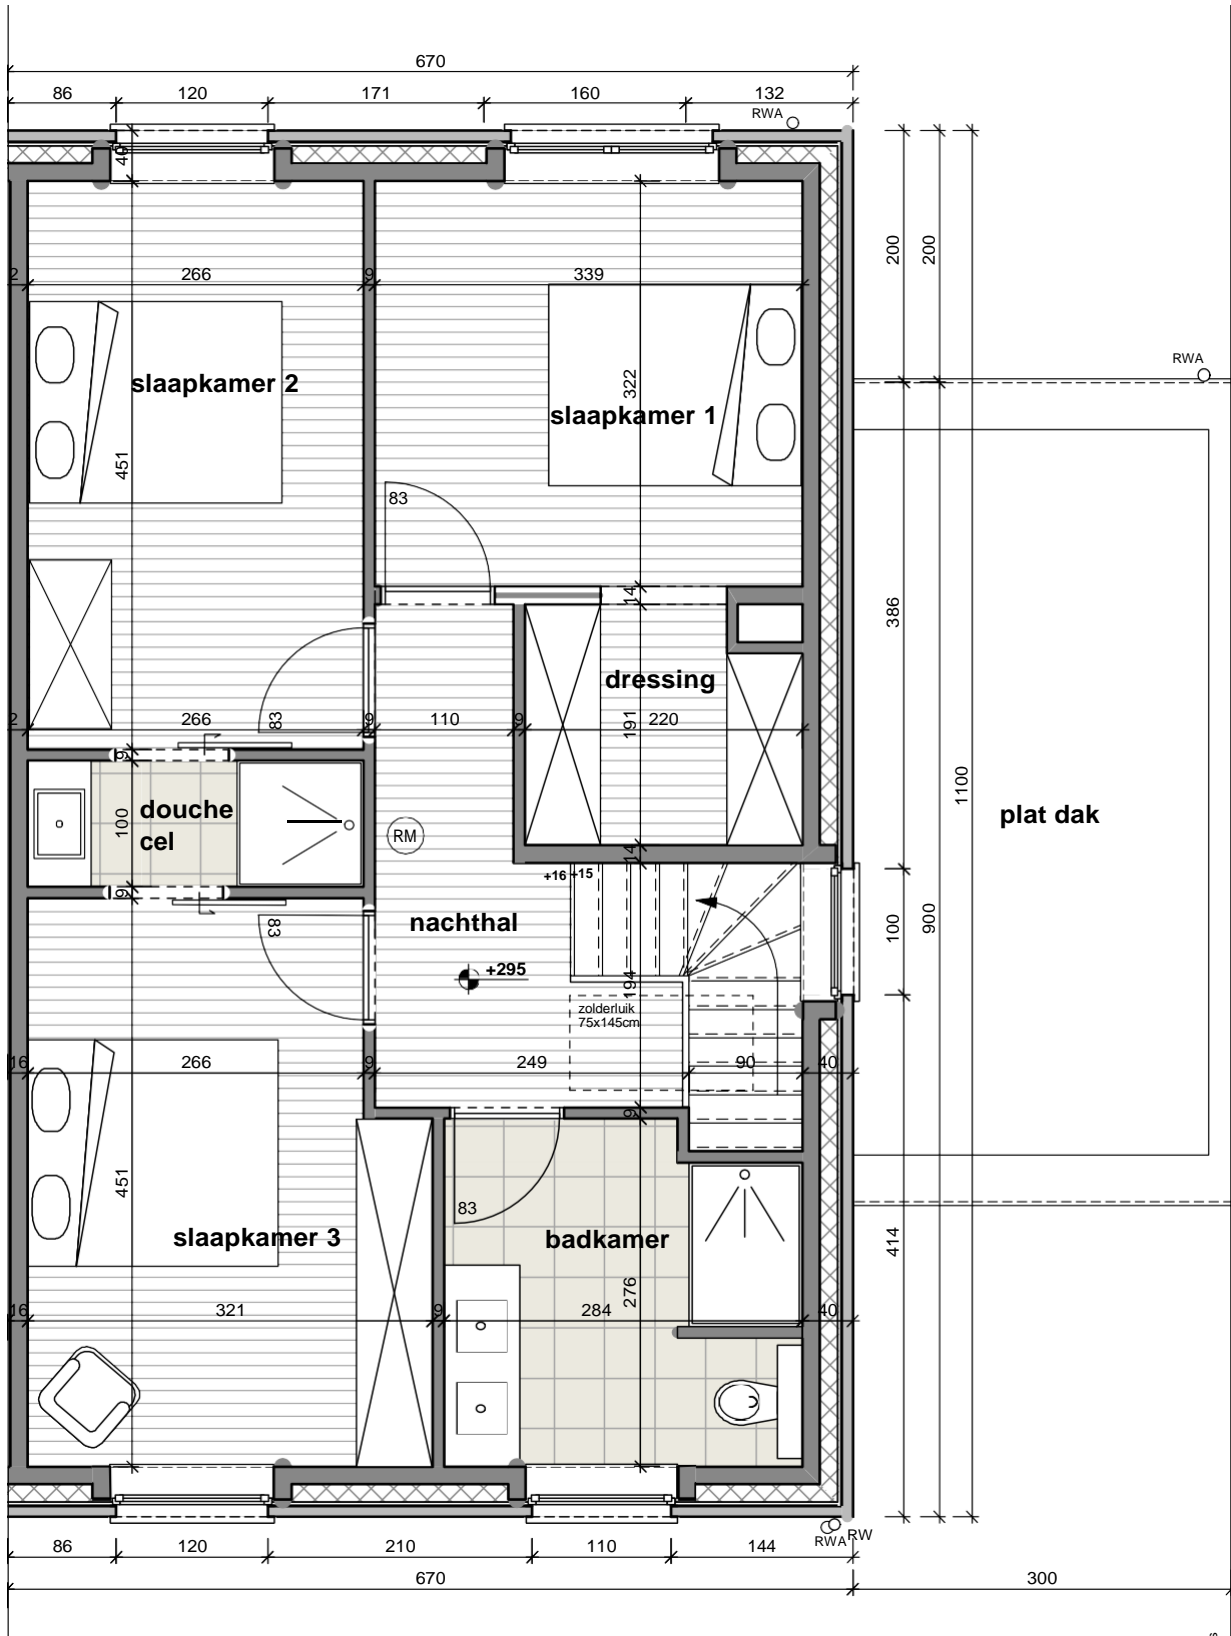 670
86 120 171 160 132
RWA
40
200 200
2 266 9 339
RWA
slaapkamer 2
322
slaapkamer 1
451
83
14
386
dressing
2 266 83 9 110 9 191 220
9
1100
douche
cel
100
RM
plat dak
14
+16 +15
9
83
nachthal
100
900
+295
194
zolderluik
75x145cm
16 266 9 249 90 40
9
451
83
slaapkamer 3
badkamer
414
276
16 321 9 284 40
RWA RW
86 120 210 110 144
670 300